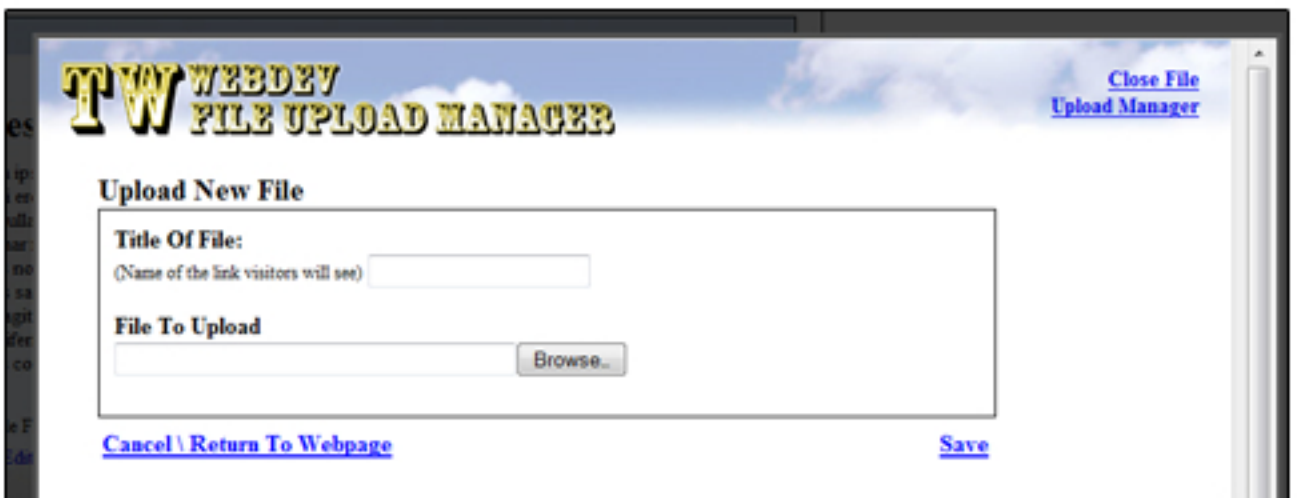 TW WEBDEV
FILE UPLOAD MANAGER
Close File
Upload Manager
Upload New File
Title Of File:
(Name of the link visitors will see)
File To Upload
Browse..
Cancel \ Return To Webpage
Save